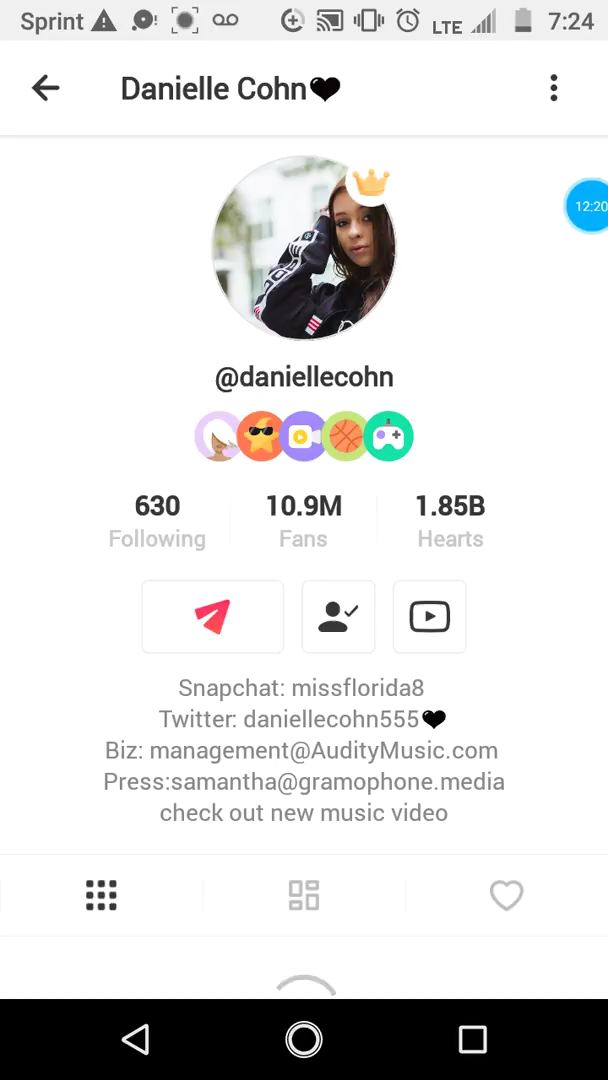 Sprint LTE 7:24
Danielle Cohn🖤
12:20
@daniellecohn
630 10.9M 1.85B
Following Fans Hearts
Snapchat: missflorida8
Twitter: daniellecohn555🖤
Biz: management@AudityMusic.com
Press:samantha@gramophone.media
check out new music video